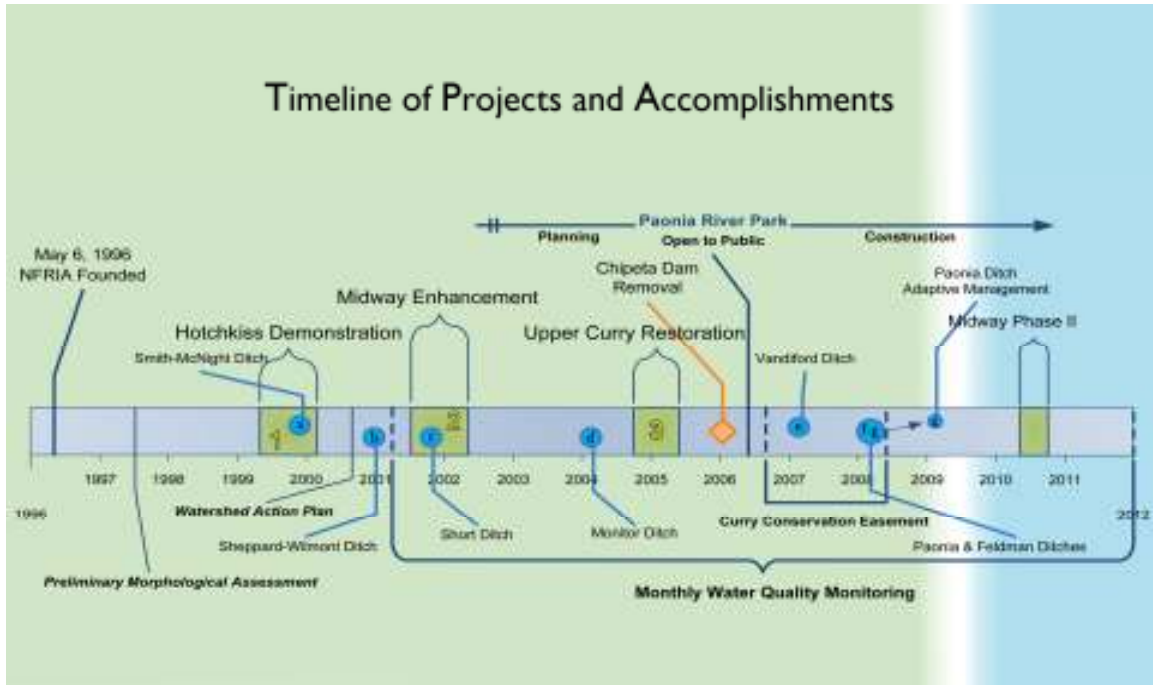 Timeline of Projects and Accomplishments
Paonia River Park
Planning
Open to Public
Construction
May 6, 1996
NFRIA Founded
Chipeta Dam
Removal
Paonia Ditch
Adaptive Management
Midway Enhancement
Hotchkiss Demonstration
Upper Curry Restoration
Midway Phase II
Smith-McNight Ditch
Vandiford Ditch
a
b
c
d
e
f
g
1996
1997
1998
1999
2000
2001
2002
2003
2004
2005
2006
2007
2008
2009
2010
2011
2012
Watershed Action Plan
Curry Conservation Easement
Sheppard-Wilmont Ditch
Short Ditch
Monitor Ditch
Paonia & Feldman Ditches
Preliminary Morphological Assessment
Monthly Water Quality Monitoring